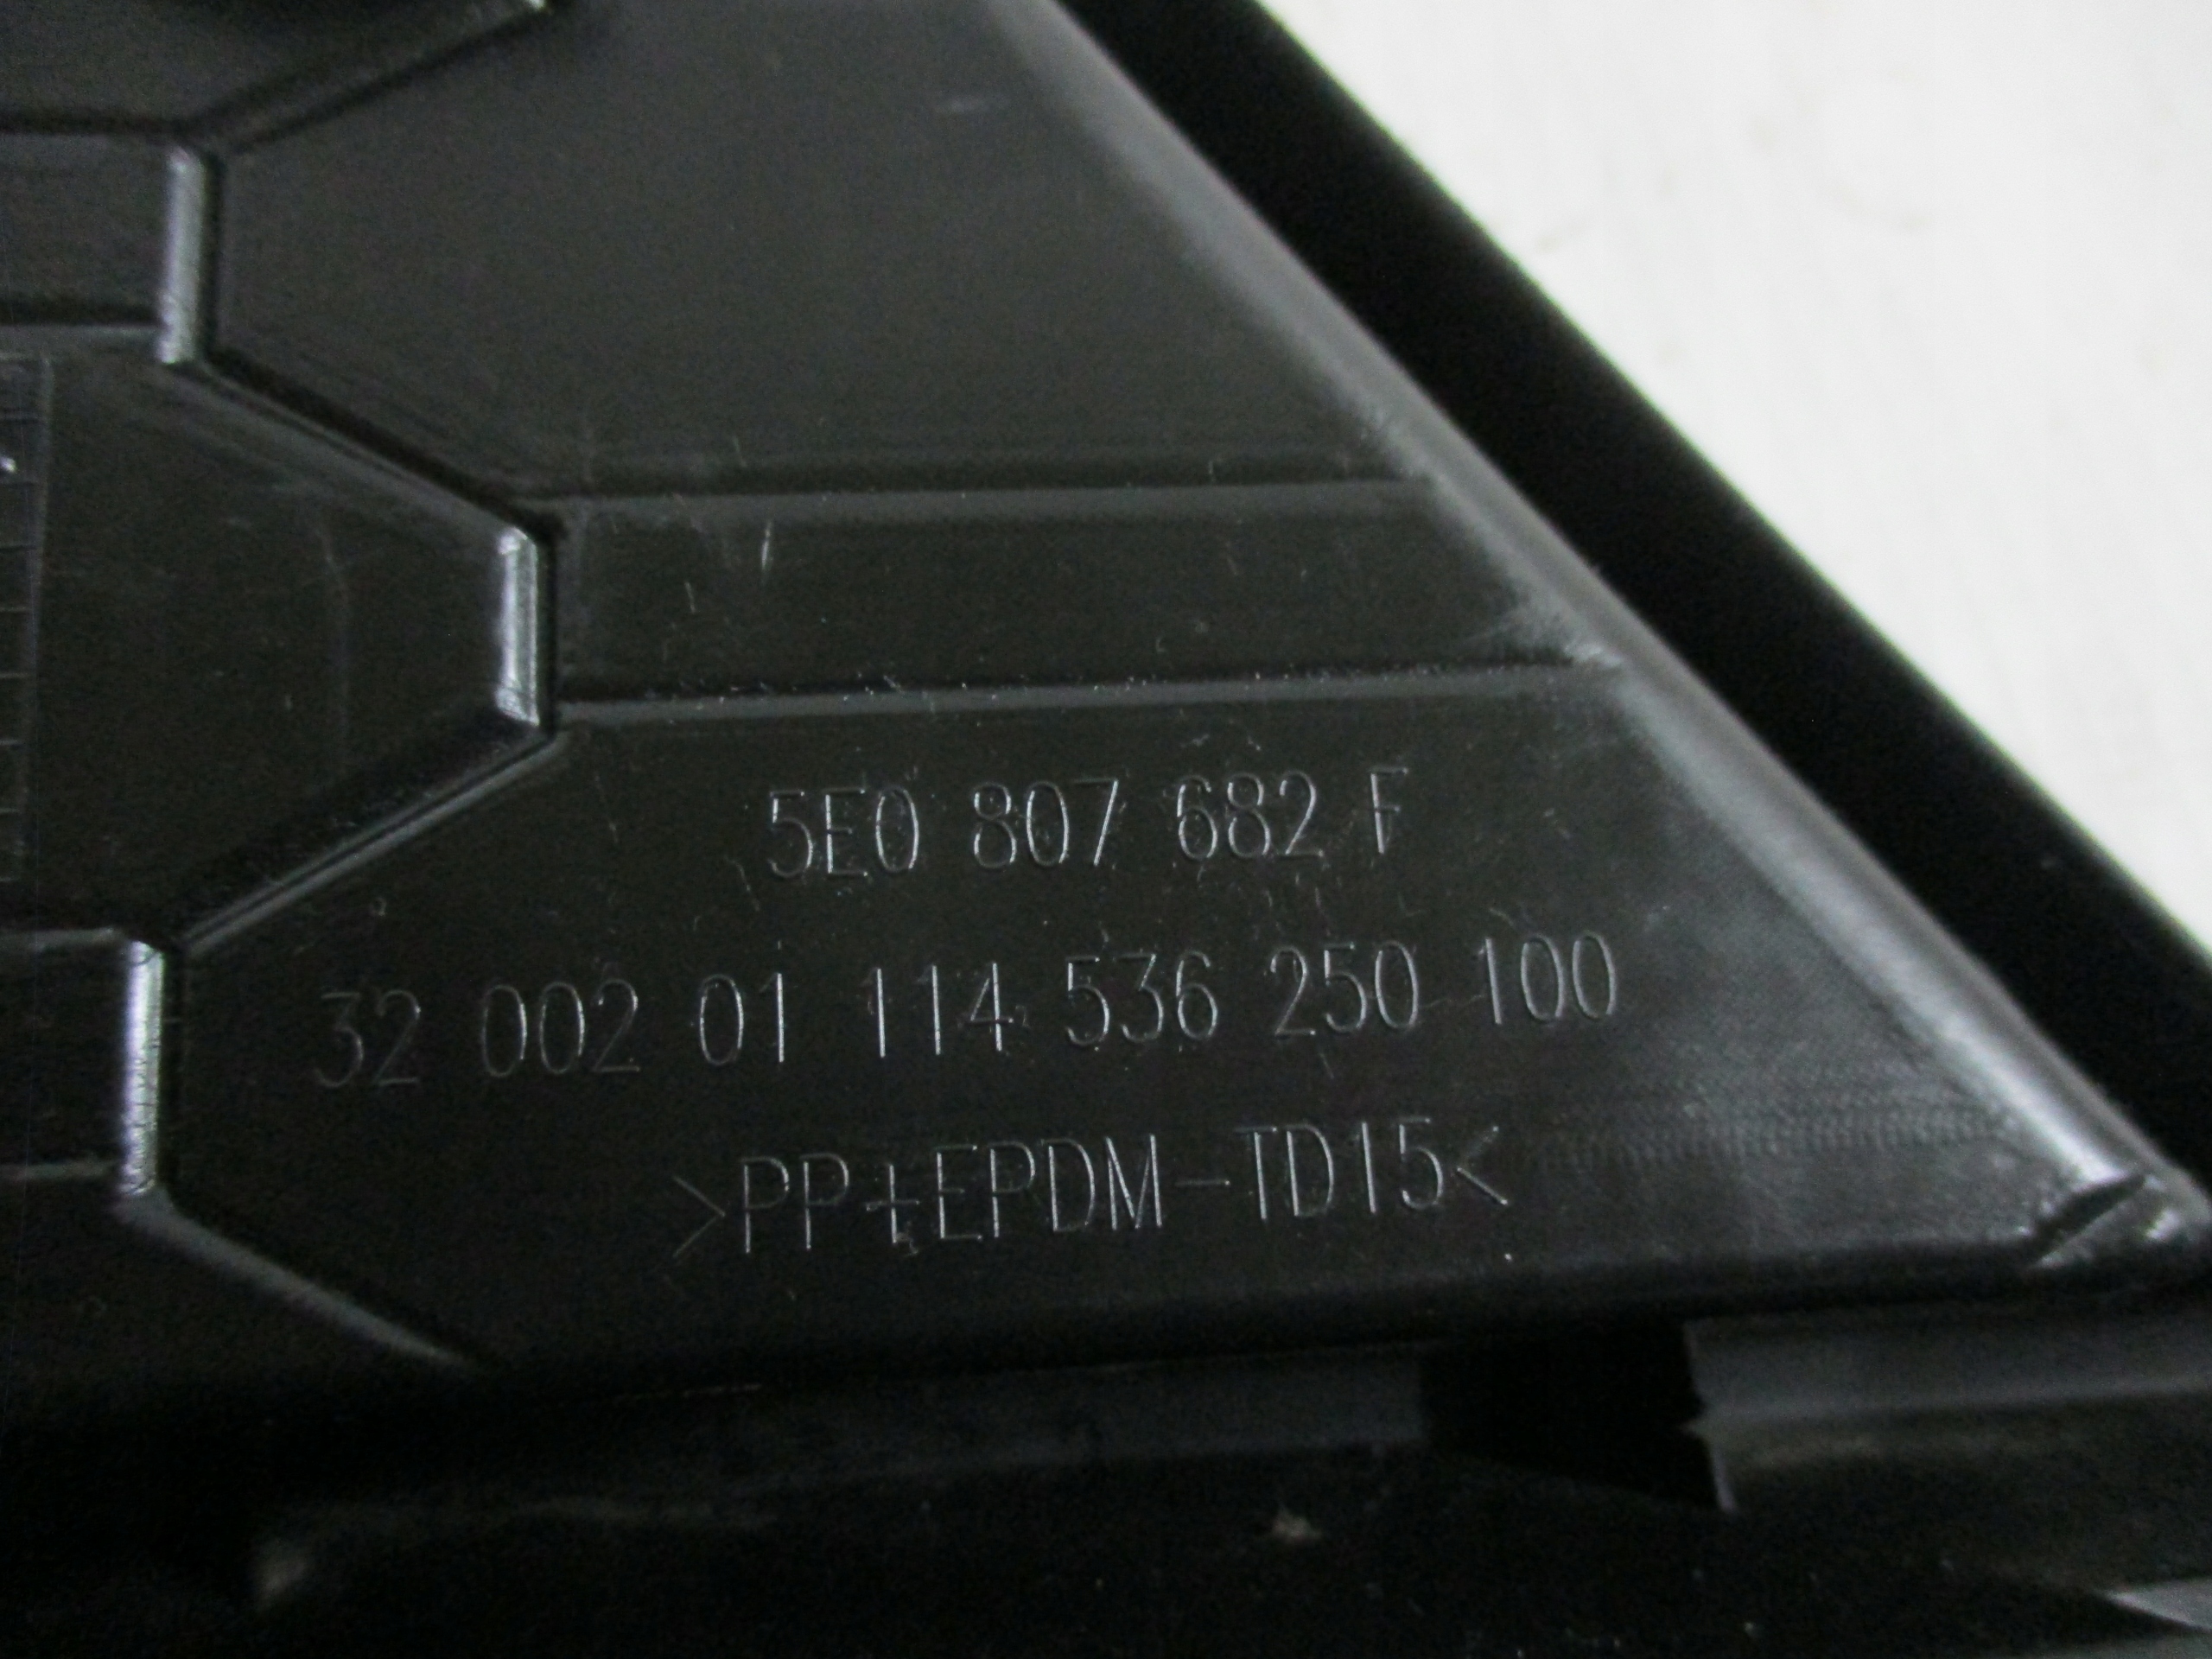 5E0 807 682 F
32 002 01 114 536 250 100
>PP+EPDM-TD15<